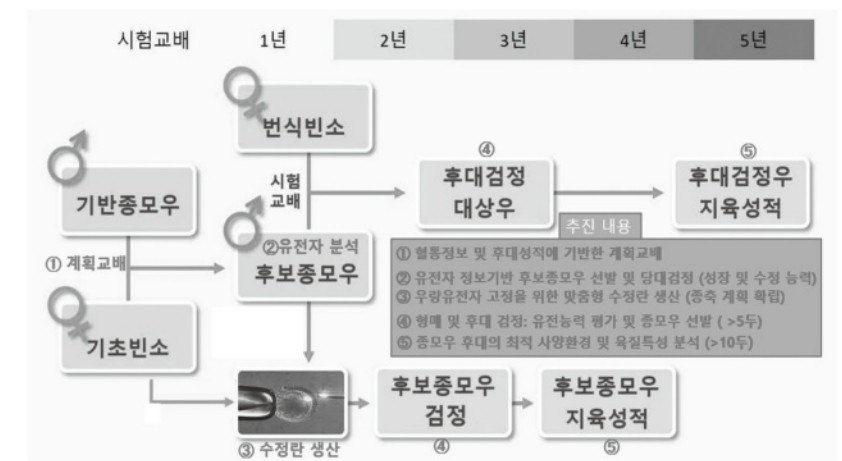 시험교배 1년 2년 3년 4년 5년
번식빈소
기반종모우
시험
교배
④
후대검정
대상우
⑤
후대검정우
지육성적
① 계획교배
②유전자 분석
후보종모우
기초빈소
추진 내용
① 혈통정보 및 후대성적에 기반한 계획교배
② 유전자 정보기반 후보종모우 선발 및 당대검정 (성장 및 수정 능력)
③ 우량유전자 고정을 위한 맞춤형 수정란 생산 (종축 계획 확립)
④ 형매 및 후대 검정: 유전능력 평가 및 종모우 선발 ( >5두)
⑤ 종모우 후대의 최적 사양환경 및 육질특성 분석 (>10두)
③ 수정란 생산
후보종모우
검정
④
후보종모우
지육성적
⑤